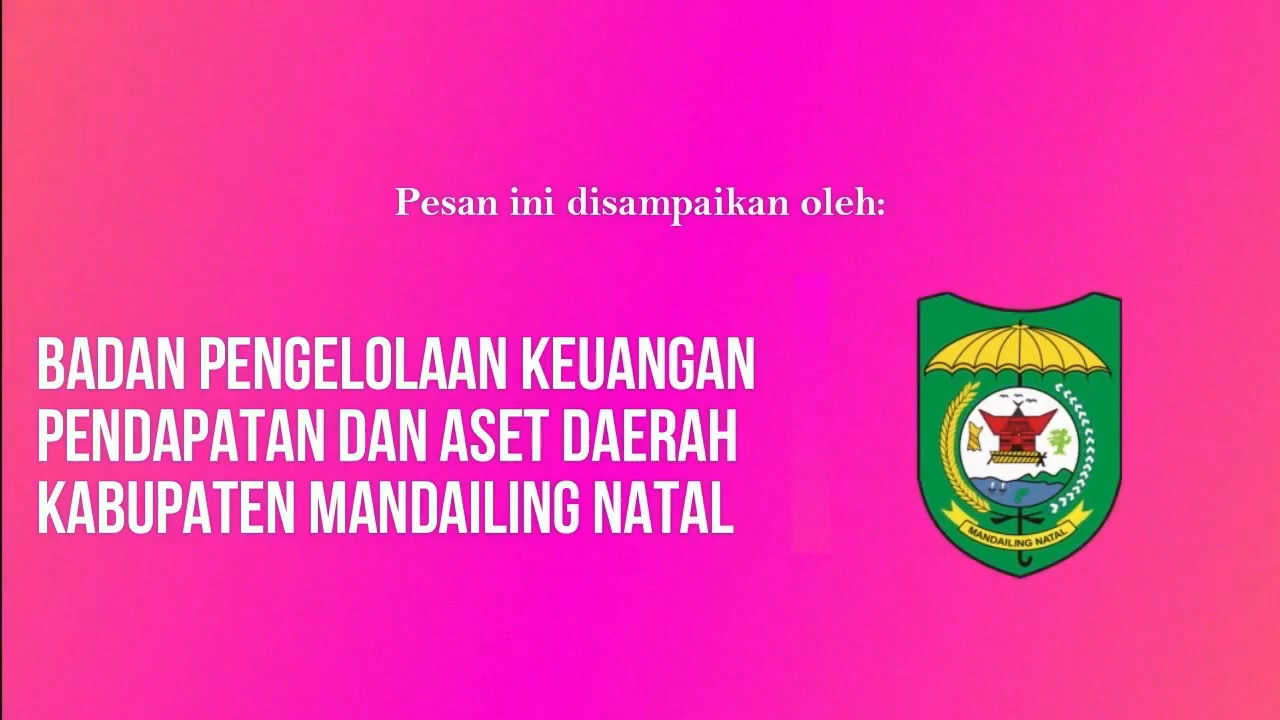 Pesan ini disampaikan oleh:
BADAN PENGELOLAAN KEUANGAN
PENDAPATAN DAN ASET DAERAH
KABUPATEN MANDAILING NATAL
MANDAILING NATAL